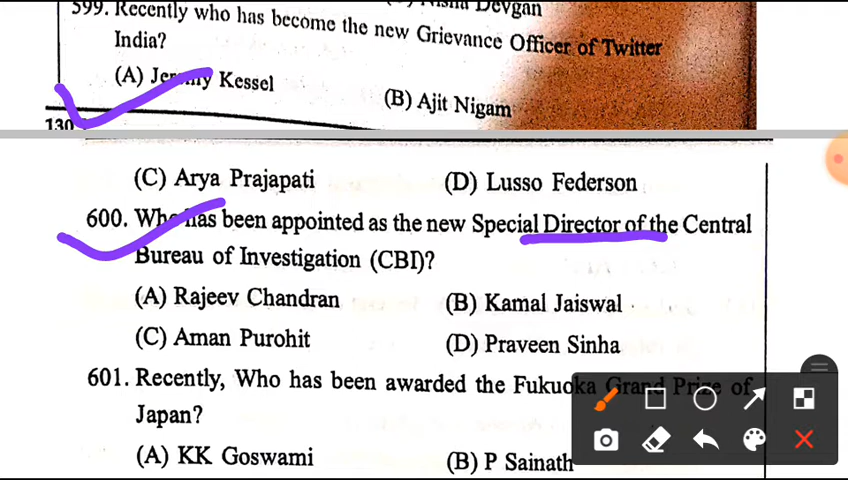 Devgan
599. Recently who has become the new Grievance Officer of Twitter
India?
(A) Jeremy Kessel
(B) Ajit Nigam
130
(C) Arya Prajapati (D) Lusso Federson
600. Who has been appointed as the new Special Director of the Central
Bureau of Investigation (CBI)?
(A) Rajeev Chandran (B) Kamal Jaiswal
(C) Aman Purohit (D) Praveen Sinha
601. Recently, Who has been awarded the Fukuoka Grand Prize of
Japan?
(A) KK Goswami (B) P Sainath